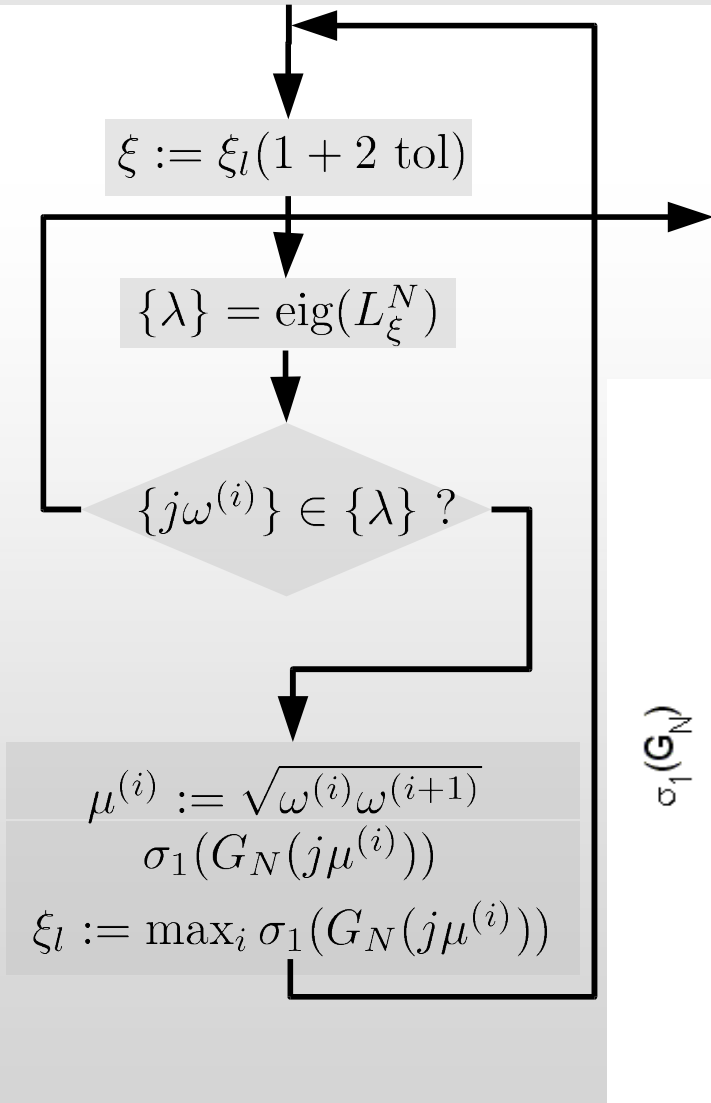 ξ := ξ_l(1 + 2 tol)
{λ} = eig(L_ξ^N)
{jω^(i)} ∈ {λ} ?
μ^(i) := √(ω^(i)ω^(i+1))
σ_1(G_N(jμ^(i)))
ξ_l := max_i σ_1(G_N(jμ^(i)))
σ_1(G_N)